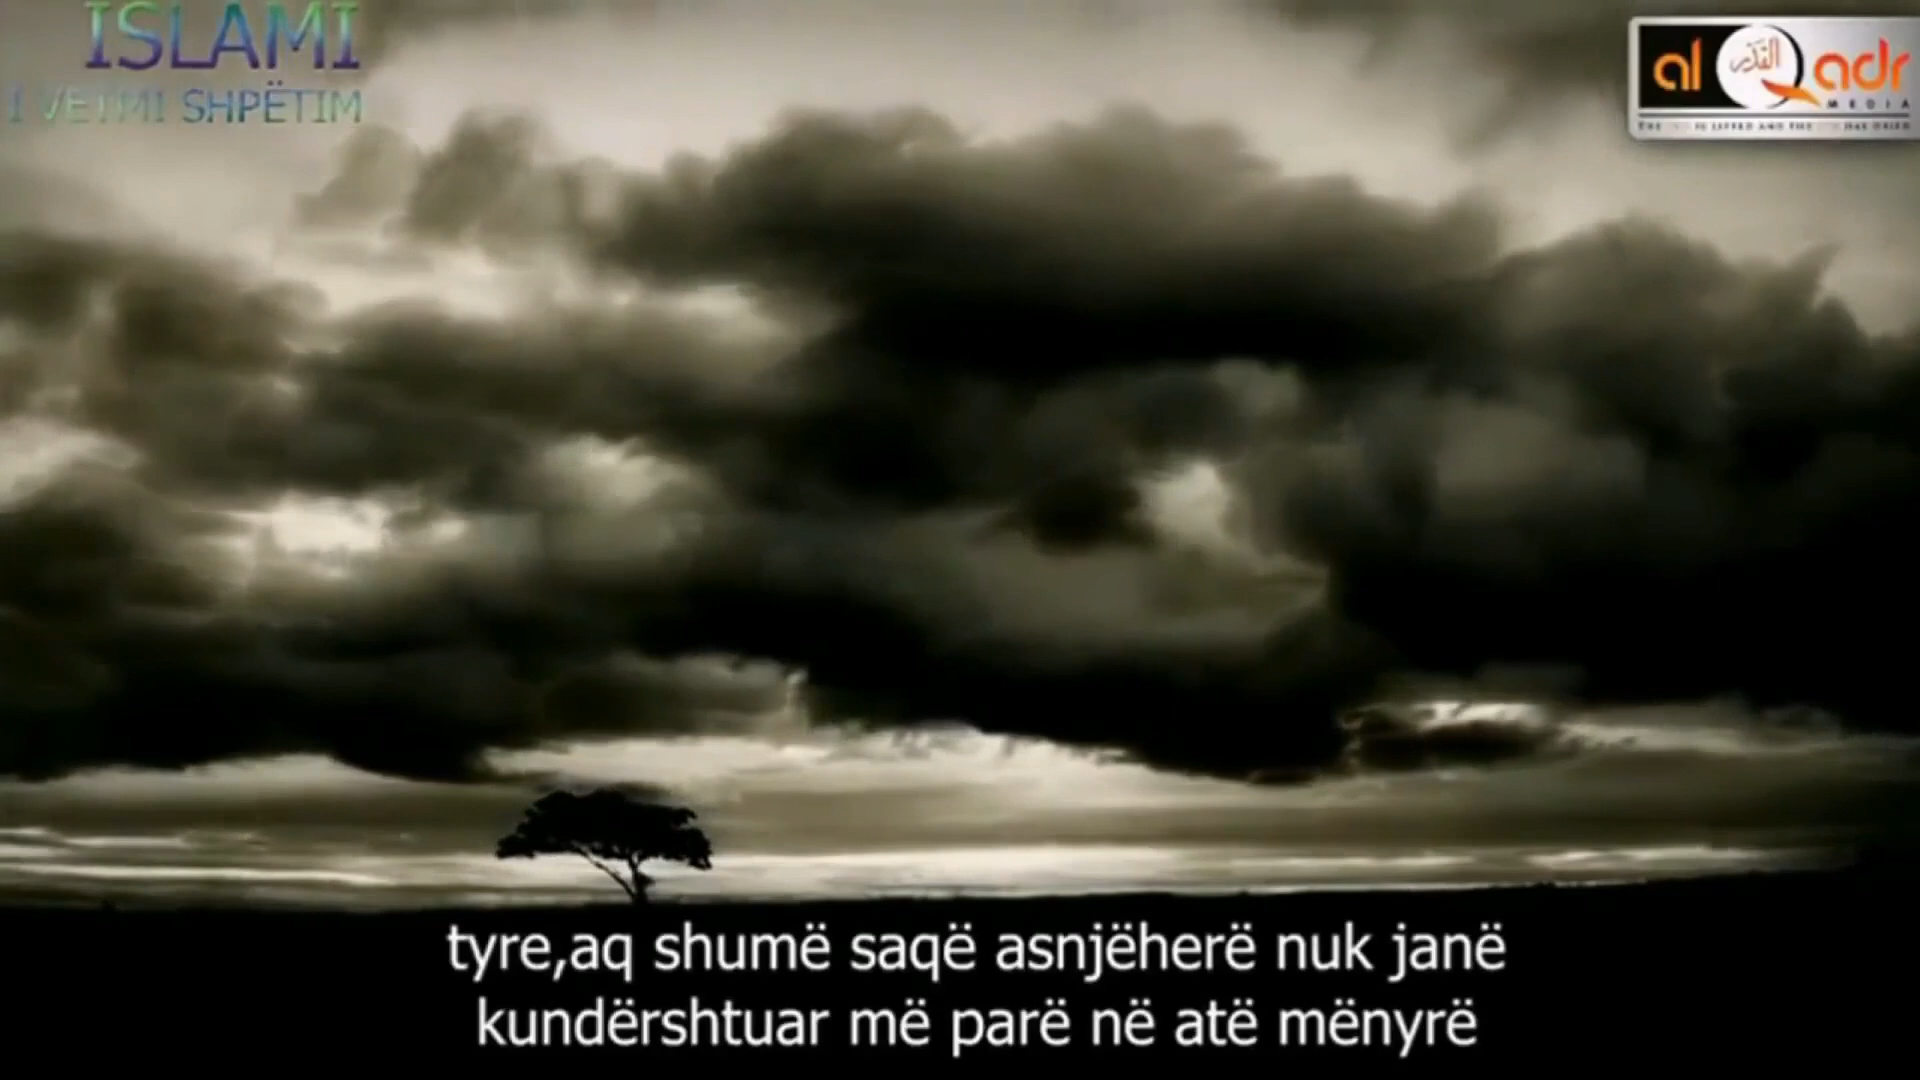 ISLAMI
I VETMI SHPËTIM
al Qadr
القدر
MEDIA
tyre,aq shumë saqë asnjëherë nuk janë
kundërshtuar më parë në atë mënyrë